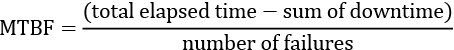 MTBF = (total elapsed time − sum of downtime)
number of failures